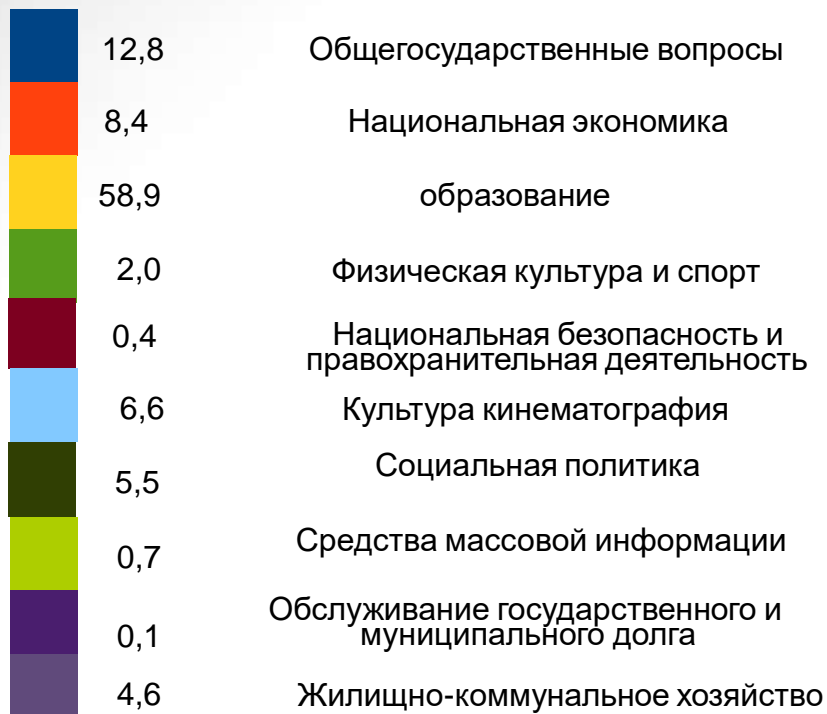 12,8 Общегосударственные вопросы
8,4 Национальная экономика
58,9 образование
2,0 Физическая культура и спорт
0,4 Национальная безопасность и
правохранительная деятельность
6,6 Культура кинематография
5,5 Социальная политика
0,7 Средства массовой информации
0,1 Обслуживание государственного и
муниципального долга
4,6 Жилищно-коммунальное хозяйство